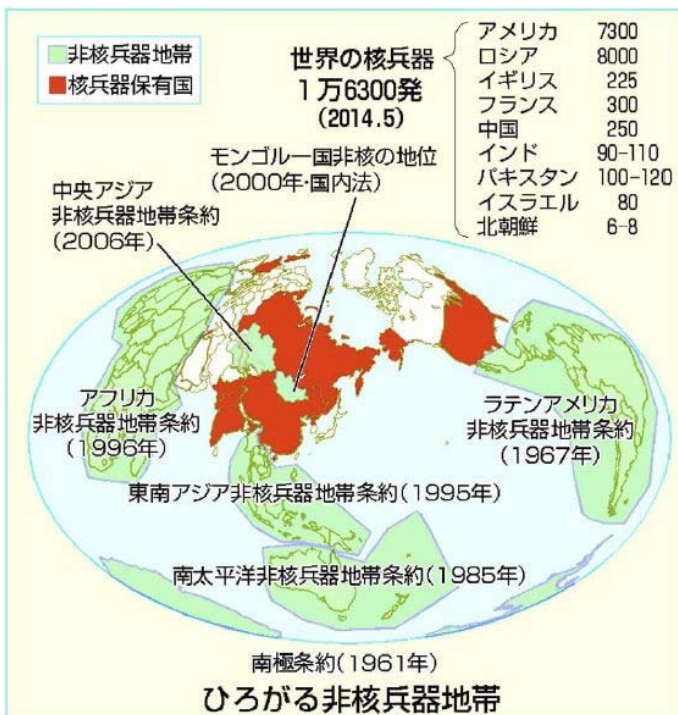 非核兵器地帯
核兵器保有国
世界の核兵器
1万6300発
(2014.5)
アメリカ 7300
ロシア 8000
イギリス 225
フランス 300
中国 250
インド 90-110
パキスタン 100-120
イスラエル 80
北朝鮮 6-8
モンゴル一国非核の地位
(2000年・国内法)
中央アジア
非核兵器地帯条約
(2006年)
アフリカ
非核兵器地帯条約
(1996年)
ラテンアメリカ
非核兵器地帯条約
(1967年)
東南アジア非核兵器地帯条約(1995年)
南太平洋非核兵器地帯条約(1985年)
南極条約(1961年)
ひろがる非核兵器地帯